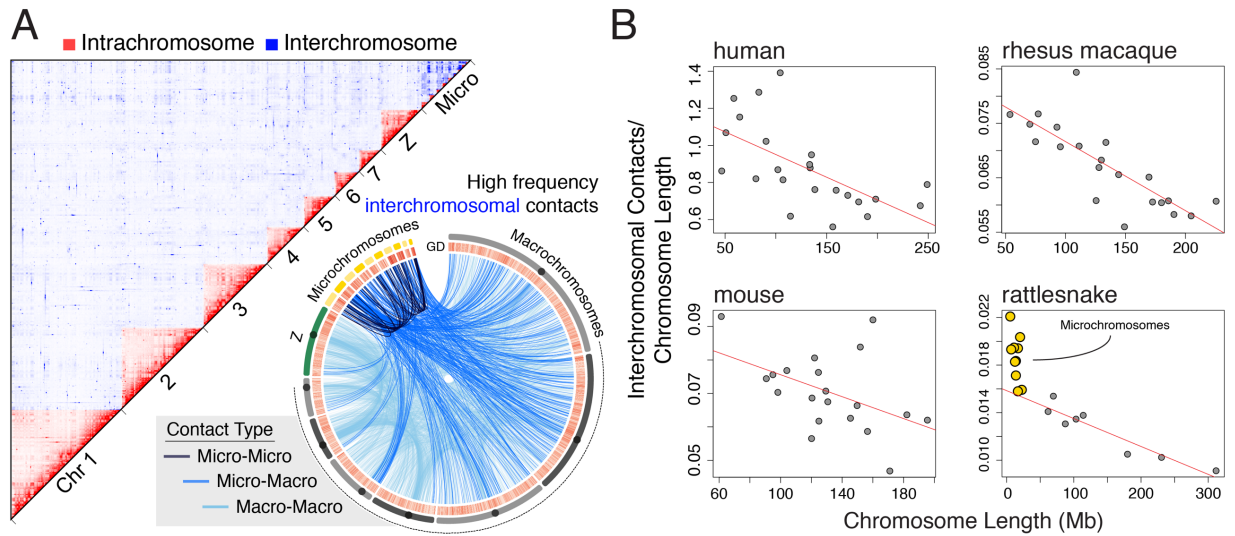 A
Intrachromosome Interchromosome
Chr 1
2
3
4
5
6
7
Z
Micro
High frequency
interchromosomal contacts
Microchromosomes
GD
Macrochromosomes
Z
Contact Type
Micro-Micro
Micro-Macro
Macro-Macro
B
Interchromosomal Contacts/
Chromosome Length
human
1.4
1.2
1.0
0.8
0.6
50 150 250
rhesus macaque
0.085
0.075
0.065
0.055
50 100 150 200
mouse
0.09
0.07
0.05
60 100 140 180
rattlesnake
Microchromosomes
0.022
0.018
0.014
0.010
0 50 100 200 300
Chromosome Length (Mb)